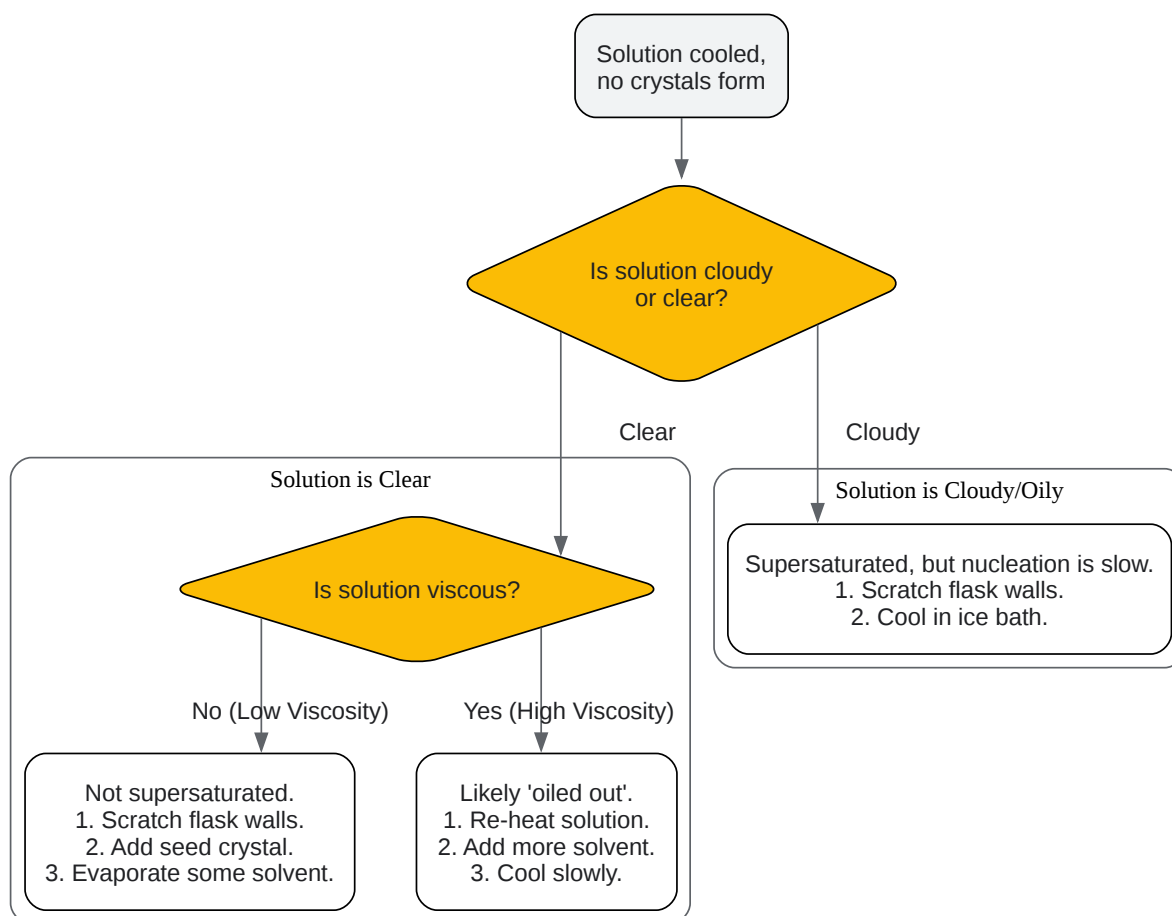 Solution cooled,
no crystals form
Is solution cloudy
or clear?
Clear
Cloudy
Solution is Clear
Solution is Cloudy/Oily
Supersaturated, but nucleation is slow.
1. Scratch flask walls.
2. Cool in ice bath.
Is solution viscous?
No (Low Viscosity)
Yes (High Viscosity)
Not supersaturated.
1. Scratch flask walls.
2. Add seed crystal.
3. Evaporate some solvent.
Likely 'oiled out'.
1. Re-heat solution.
2. Add more solvent.
3. Cool slowly.